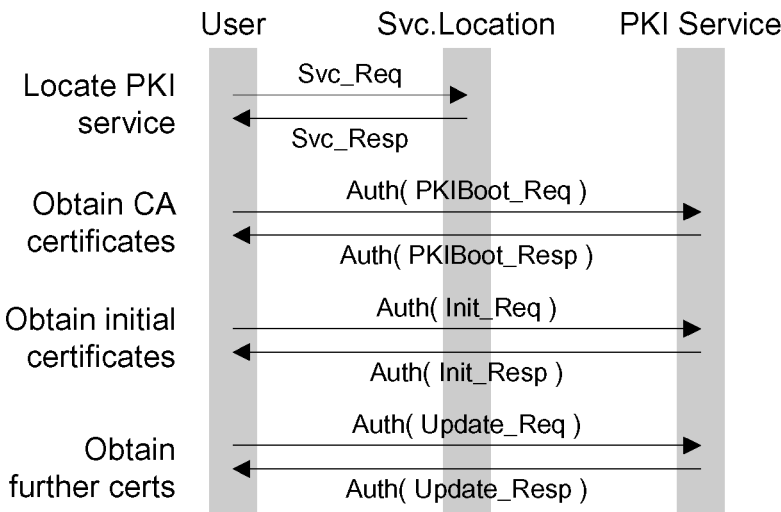 User Svc.Location PKI Service
Locate PKI
service
Svc_Req
Svc_Resp
Obtain CA
certificates
Auth( PKIBoot_Req )
Auth( PKIBoot_Resp )
Obtain initial
certificates
Auth( Init_Req )
Auth( Init_Resp )
Obtain
further certs
Auth( Update_Req )
Auth( Update_Resp )